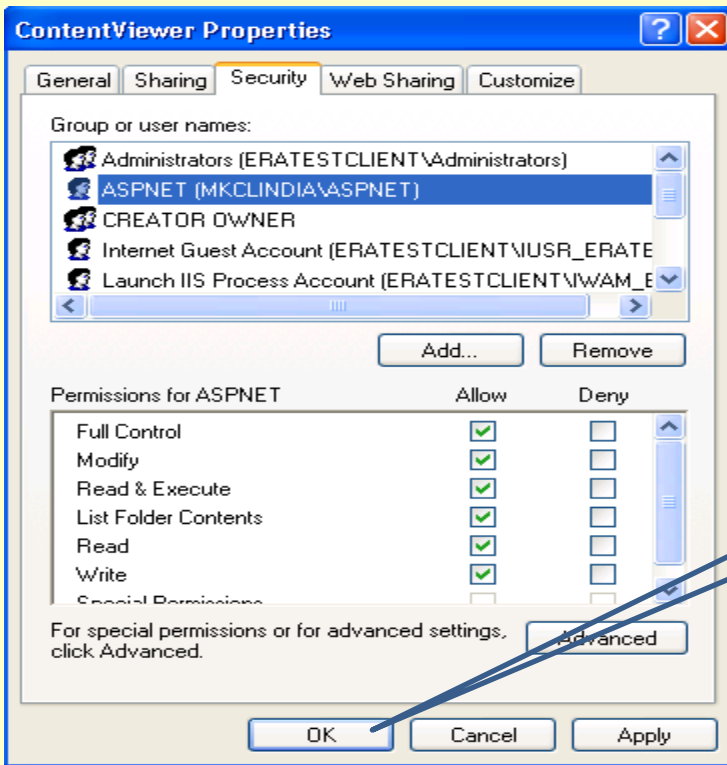 ContentViewer Properties
General Sharing Security Web Sharing Customize
Group or user names:
Administrators (ERATESTCLIENT\Administrators)
ASPNET (MKCLINDIA\ASPNET)
CREATOR OWNER
Internet Guest Account (ERATESTCLIENT\IUSR_ERATE
Launch IIS Process Account (ERATESTCLIENT\IWAM_E
Add... Remove
Permissions for ASPNET Allow Deny
Full Control
Modify
Read & Execute
List Folder Contents
Read
Write
Special Permissions
For special permissions or for advanced settings, Advanced
click Advanced.
OK Cancel Apply